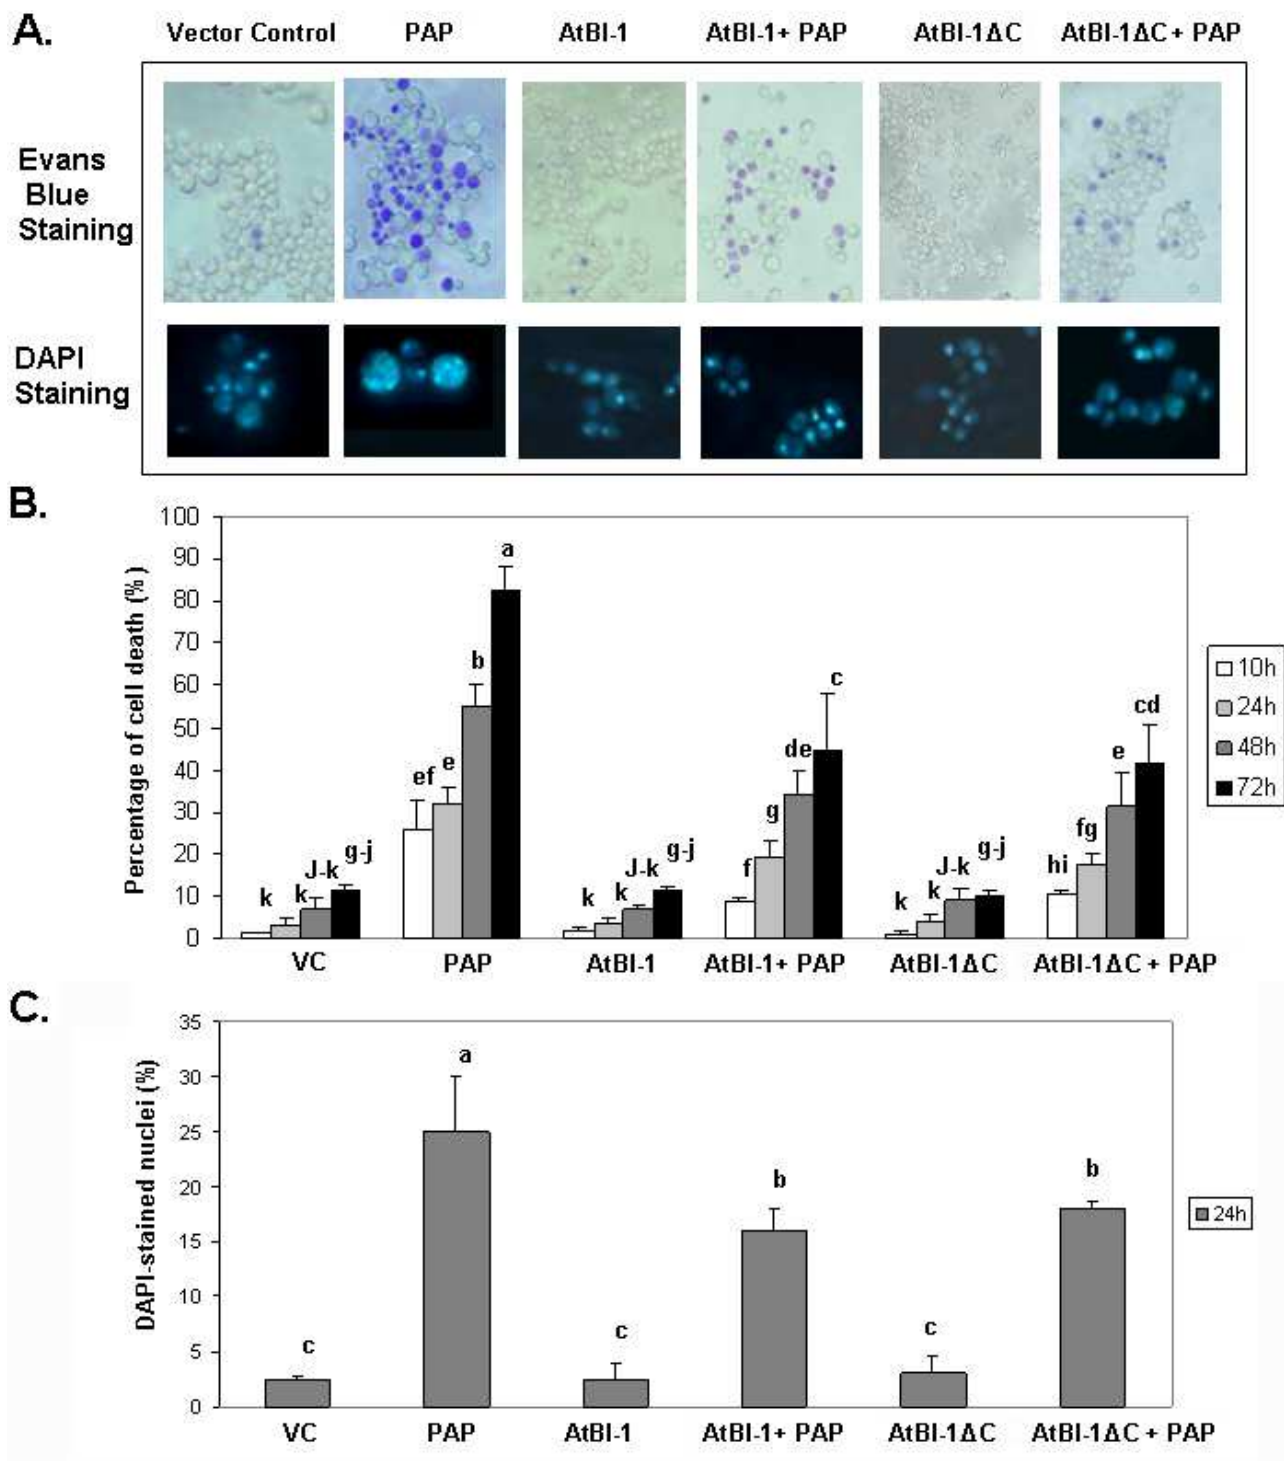 A.
Vector Control PAP AtBI-1 AtBI-1+ PAP AtBI-1ΔC AtBI-1ΔC + PAP
Evans
Blue
Staining
DAPI
Staining
B.
Percentage of cell death (%)
100
90
80
70
60
50
40
30
20
10
0
k k J-k g-j
ef e b a
k k J-k g-j
f g de c
k k J-k g-j
hi fg e cd
VC PAP AtBI-1 AtBI-1+ PAP AtBI-1ΔC AtBI-1ΔC + PAP
10h
24h
48h
72h
C.
DAPI-stained nuclei (%)
35
30
25
20
15
10
5
0
c a c b c b
VC PAP AtBI-1 AtBI-1+ PAP AtBI-1ΔC AtBI-1ΔC + PAP
24h